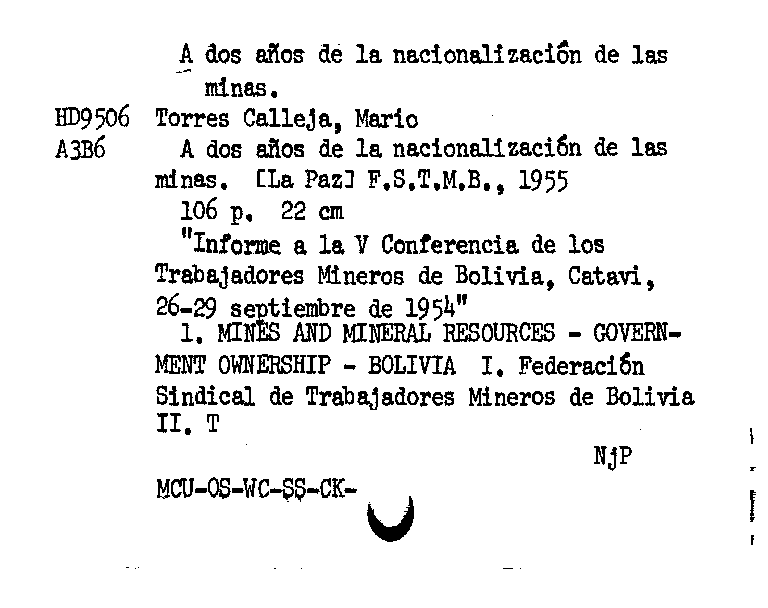 A dos años de la nacionalización de las
minas.
HD9506 Torres Calleja, Mario
A3B6 A dos años de la nacionalización de las
minas. [La Paz] F.S.T.M.B., 1955
106 p. 22 cm
"Informe a la V Conferencia de los
Trabajadores Mineros de Bolivia, Catavi,
26-29 septiembre de 1954"
1. MINES AND MINERAL RESOURCES - GOVERN-
MENT OWNERSHIP - BOLIVIA I. Federación
Sindical de Trabajadores Mineros de Bolivia
II. T
NjP
MCU-OS-WC-SS-CK-